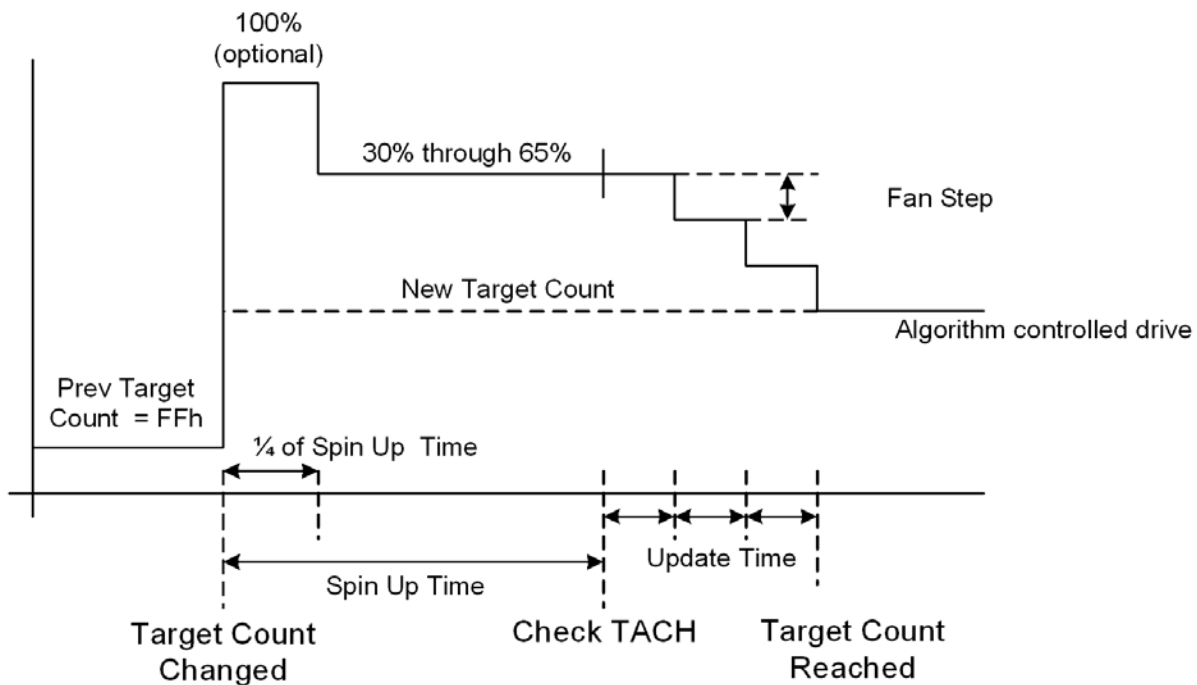 100%
(optional)
30% through 65%
Fan Step
New Target Count
Algorithm controlled drive
Prev Target
Count = FFh
¼ of Spin Up Time
Update Time
Spin Up Time
Target Count
Changed
Check TACH
Target Count
Reached